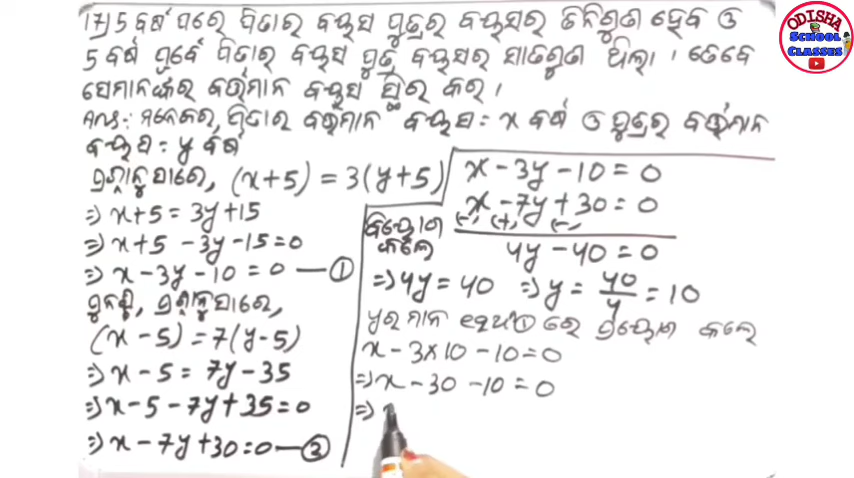 17) 5 ବର୍ଷ ପରେ ପିତାର ବୟସ ପୁତ୍ରର ବୟସର ତିନିଗୁଣ ହେବ ଓ
5 ବର୍ଷ ପୂର୍ବେ ପିତାର ବୟସ ପୁତ୍ର ବୟସର ସାତଗୁଣ ଥିଲା । ତେବେ
ସେମାନଙ୍କର ବର୍ତ୍ତମାନ ବୟସ ସ୍ଥିର କର ।
Ans: ମନେକର, ପିତାର ବର୍ତ୍ତମାନ ବୟସ = x ବର୍ଷ ଓ ପୁତ୍ରର ବର୍ତ୍ତମାନ
ବୟସ = y ବର୍ଷ
ପ୍ରଶ୍ନାନୁସାରେ, (x+5) = 3(y+5)
=> x+5 = 3y+15
=> x+5 -3y-15=0
=> x-3y-10=0 —①
ପୁନଶ୍ଚ, ପ୍ରଶ୍ନାନୁସାରେ,
(x-5)=7(y-5)
=> x-5 = 7y-35
=> x-5-7y+35=0
=> x-7y+30=0—②
x-3y-10=0
x-7y+30=0
(-) (+) (-)
ବିୟୋଗ କଲେ
4y-40=0
=> 4y=40 => y=40/4=10
yର ମାନ ସମୀ① ରେ ପ୍ରୟୋଗ କଲେ
x-3×10-10=0
=> x-30-10=0
=>
ODISHA
School
CLASSES